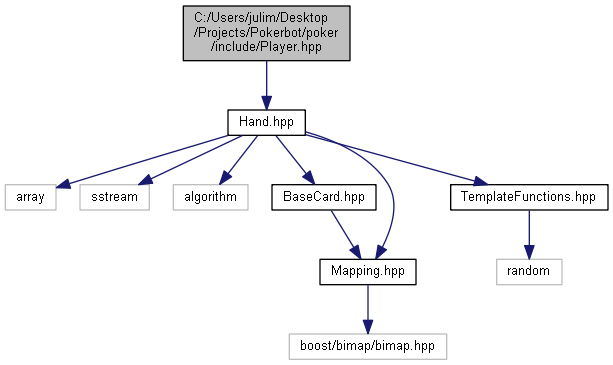 C:/Users/julim/Desktop
/Projects/Pokerbot/poker
/include/Player.hpp
Hand.hpp
array
sstream
algorithm
BaseCard.hpp
TemplateFunctions.hpp
Mapping.hpp
random
boost/bimap/bimap.hpp